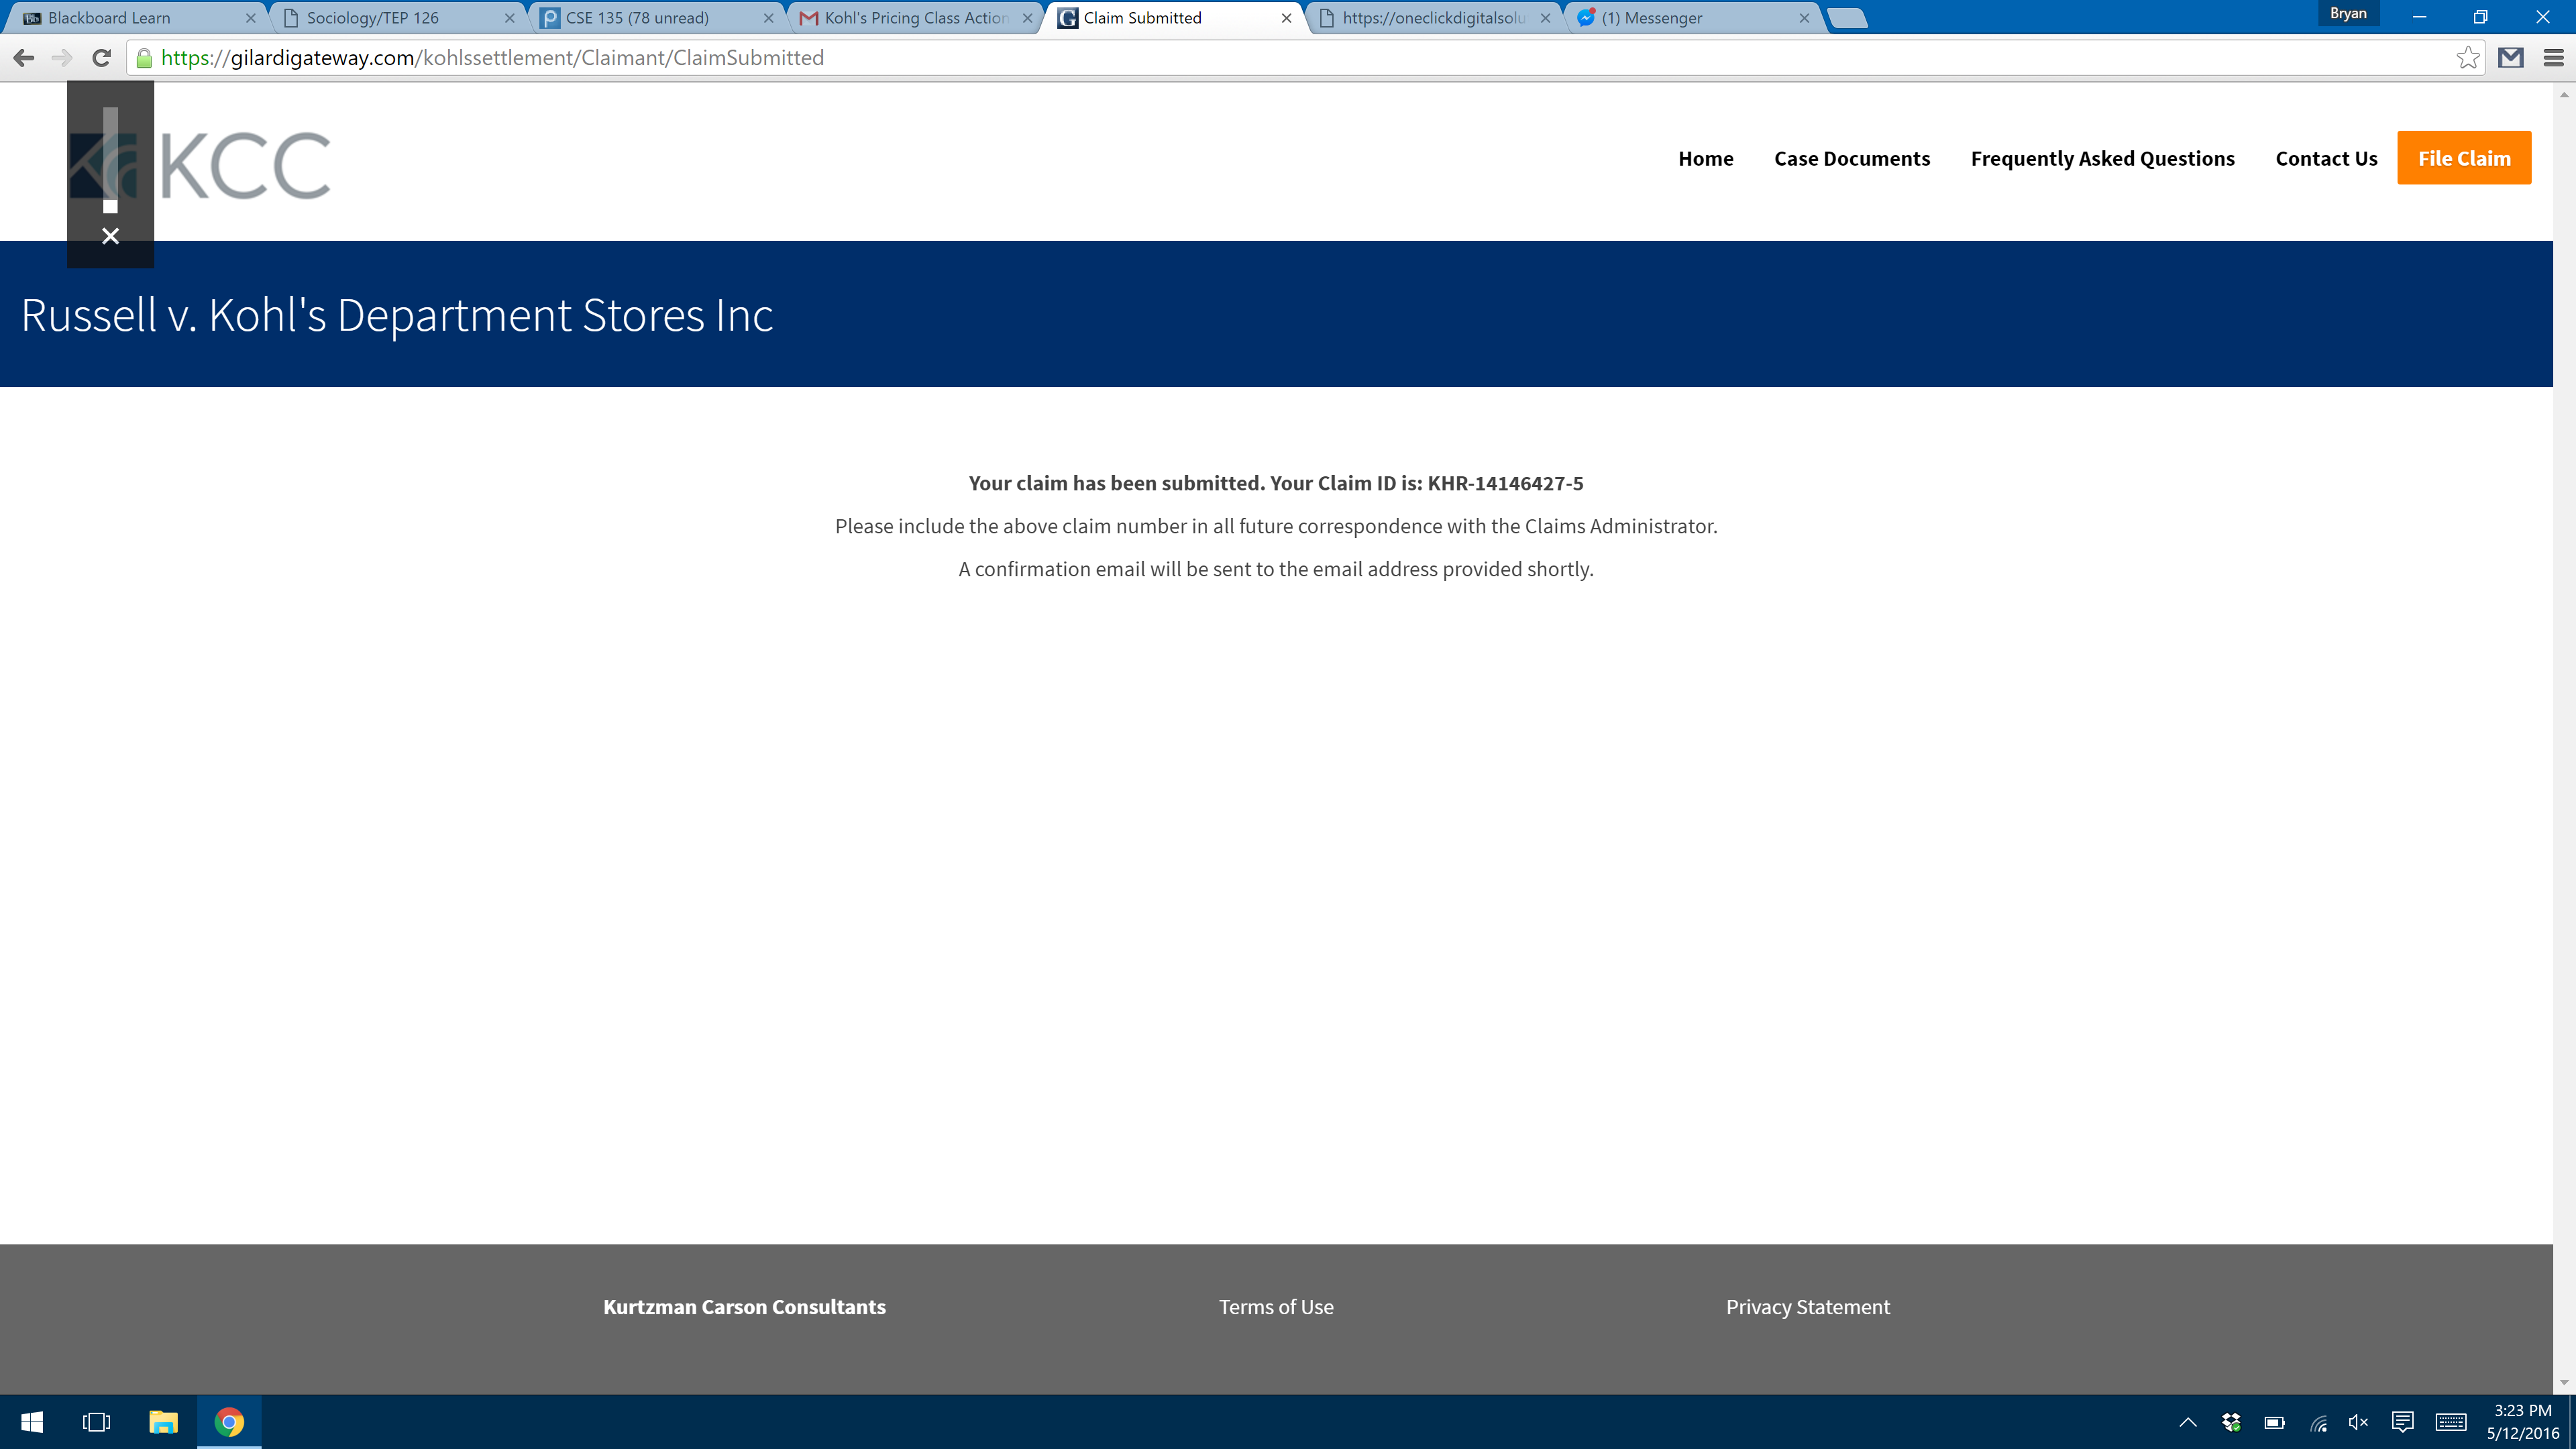 Blackboard Learn
Sociology/TEP 126
CSE 135 (78 unread)
Kohl's Pricing Class Action
Claim Submitted
https://oneclickdigitalsolu
(1) Messenger
Bryan
https://gilardigateway.com/kohlssettlement/Claimant/ClaimSubmitted
KCC
Home
Case Documents
Frequently Asked Questions
Contact Us
File Claim
Russell v. Kohl's Department Stores Inc
Your claim has been submitted. Your Claim ID is: KHR-14146427-5
Please include the above claim number in all future correspondence with the Claims Administrator.
A confirmation email will be sent to the email address provided shortly.
Kurtzman Carson Consultants
Terms of Use
Privacy Statement
3:23 PM
5/12/2016